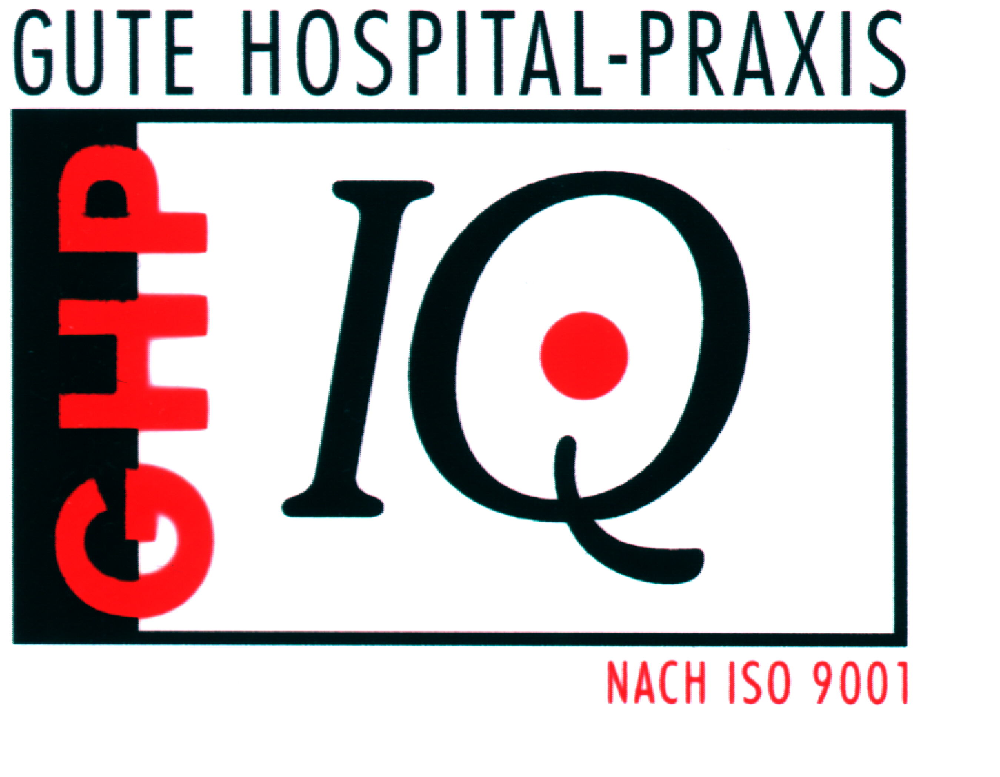 GUTE HOSPITAL-PRAXIS
GHP
IQ
NACH ISO 9001